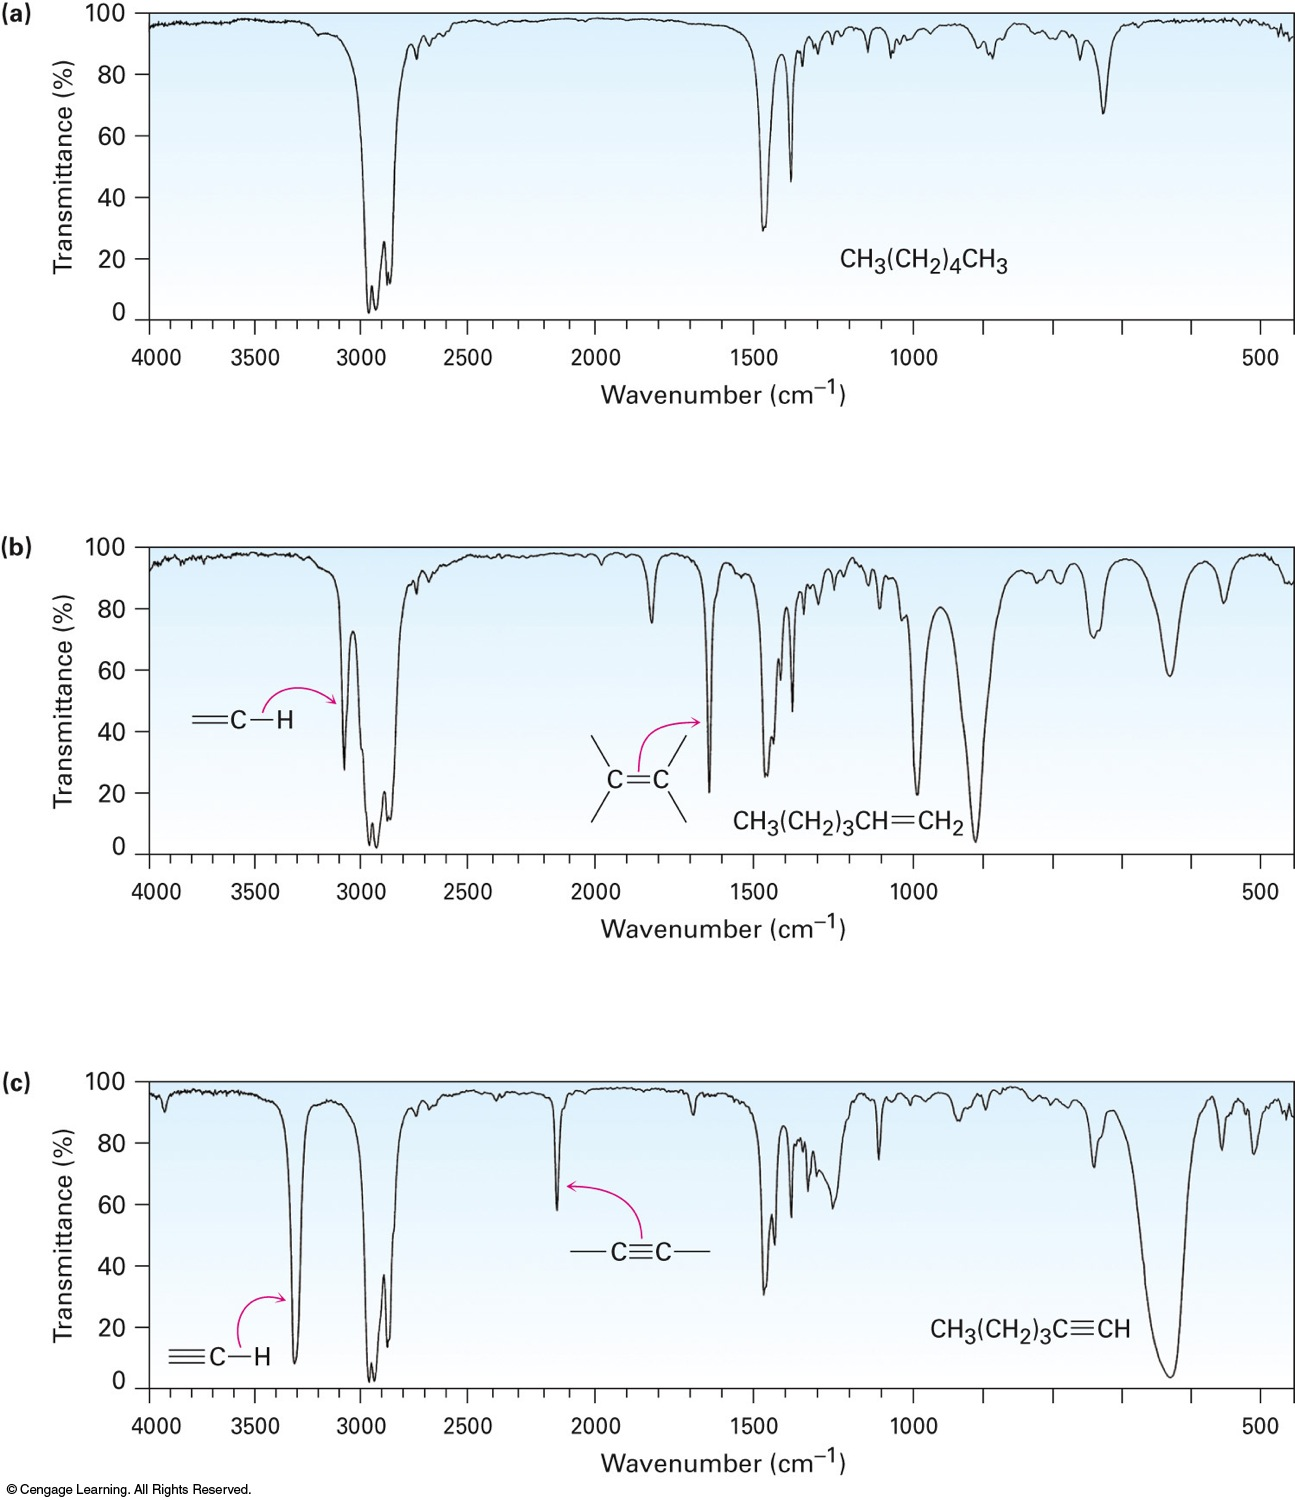 (a)
100
80
60
40
20
0
Transmittance (%)
CH3(CH2)4CH3
4000 3500 3000 2500 2000 1500 1000 500
Wavenumber (cm−1)
(b)
100
80
60
40
20
0
Transmittance (%)
═C—H
C═C
CH3(CH2)3CH═CH2
4000 3500 3000 2500 2000 1500 1000 500
Wavenumber (cm−1)
(c)
100
80
60
40
20
0
Transmittance (%)
—C≡C—
≡C—H
CH3(CH2)3C≡CH
4000 3500 3000 2500 2000 1500 1000 500
Wavenumber (cm−1)
© Cengage Learning. All Rights Reserved.